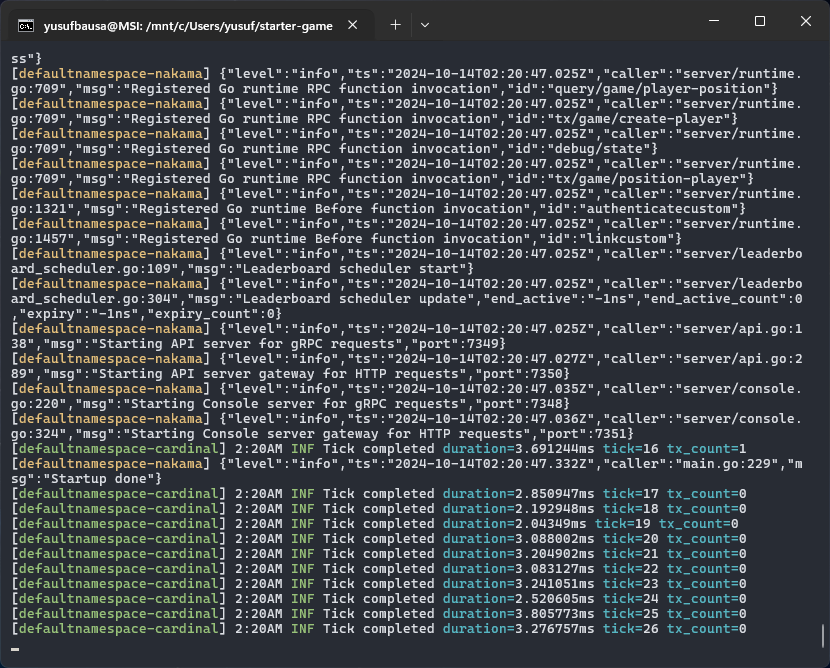 yusufbausa@MSI: /mnt/c/Users/yusuf/starter-game
ss"}
[defaultnamespace-nakama] {"level":"info","ts":"2024-10-14T02:20:47.025Z","caller":"server/runtime.
go:709","msg":"Registered Go runtime RPC function invocation","id":"query/game/player-position"}
[defaultnamespace-nakama] {"level":"info","ts":"2024-10-14T02:20:47.025Z","caller":"server/runtime.
go:709","msg":"Registered Go runtime RPC function invocation","id":"tx/game/create-player"}
[defaultnamespace-nakama] {"level":"info","ts":"2024-10-14T02:20:47.025Z","caller":"server/runtime.
go:709","msg":"Registered Go runtime RPC function invocation","id":"debug/state"}
[defaultnamespace-nakama] {"level":"info","ts":"2024-10-14T02:20:47.025Z","caller":"server/runtime.
go:709","msg":"Registered Go runtime RPC function invocation","id":"tx/game/position-player"}
[defaultnamespace-nakama] {"level":"info","ts":"2024-10-14T02:20:47.025Z","caller":"server/runtime.
go:1321","msg":"Registered Go runtime Before function invocation","id":"authenticatecustom"}
[defaultnamespace-nakama] {"level":"info","ts":"2024-10-14T02:20:47.025Z","caller":"server/runtime.
go:1457","msg":"Registered Go runtime Before function invocation","id":"linkcustom"}
[defaultnamespace-nakama] {"level":"info","ts":"2024-10-14T02:20:47.025Z","caller":"server/leaderbo
ard_scheduler.go:109","msg":"Leaderboard scheduler start"}
[defaultnamespace-nakama] {"level":"info","ts":"2024-10-14T02:20:47.025Z","caller":"server/leaderbo
ard_scheduler.go:304","msg":"Leaderboard scheduler update","end_active":"-1ns","end_active_count":0
,"expiry":"-1ns","expiry_count":0}
[defaultnamespace-nakama] {"level":"info","ts":"2024-10-14T02:20:47.025Z","caller":"server/api.go:1
38","msg":"Starting API server for gRPC requests","port":7349}
[defaultnamespace-nakama] {"level":"info","ts":"2024-10-14T02:20:47.027Z","caller":"server/api.go:2
89","msg":"Starting API server gateway for HTTP requests","port":7350}
[defaultnamespace-nakama] {"level":"info","ts":"2024-10-14T02:20:47.035Z","caller":"server/console.
go:220","msg":"Starting Console server for gRPC requests","port":7348}
[defaultnamespace-nakama] {"level":"info","ts":"2024-10-14T02:20:47.036Z","caller":"server/console.
go:324","msg":"Starting Console server gateway for HTTP requests","port":7351}
[defaultnamespace-cardinal] 2:20AM INF Tick completed duration=3.691244ms tick=16 tx_count=1
[defaultnamespace-nakama] {"level":"info","ts":"2024-10-14T02:20:47.332Z","caller":"main.go:229","m
sg":"Startup done"}
[defaultnamespace-cardinal] 2:20AM INF Tick completed duration=2.850947ms tick=17 tx_count=0
[defaultnamespace-cardinal] 2:20AM INF Tick completed duration=2.192948ms tick=18 tx_count=0
[defaultnamespace-cardinal] 2:20AM INF Tick completed duration=2.04349ms tick=19 tx_count=0
[defaultnamespace-cardinal] 2:20AM INF Tick completed duration=3.088002ms tick=20 tx_count=0
[defaultnamespace-cardinal] 2:20AM INF Tick completed duration=3.204902ms tick=21 tx_count=0
[defaultnamespace-cardinal] 2:20AM INF Tick completed duration=3.083127ms tick=22 tx_count=0
[defaultnamespace-cardinal] 2:20AM INF Tick completed duration=3.241051ms tick=23 tx_count=0
[defaultnamespace-cardinal] 2:20AM INF Tick completed duration=2.520605ms tick=24 tx_count=0
[defaultnamespace-cardinal] 2:20AM INF Tick completed duration=3.805773ms tick=25 tx_count=0
[defaultnamespace-cardinal] 2:20AM INF Tick completed duration=3.276757ms tick=26 tx_count=0